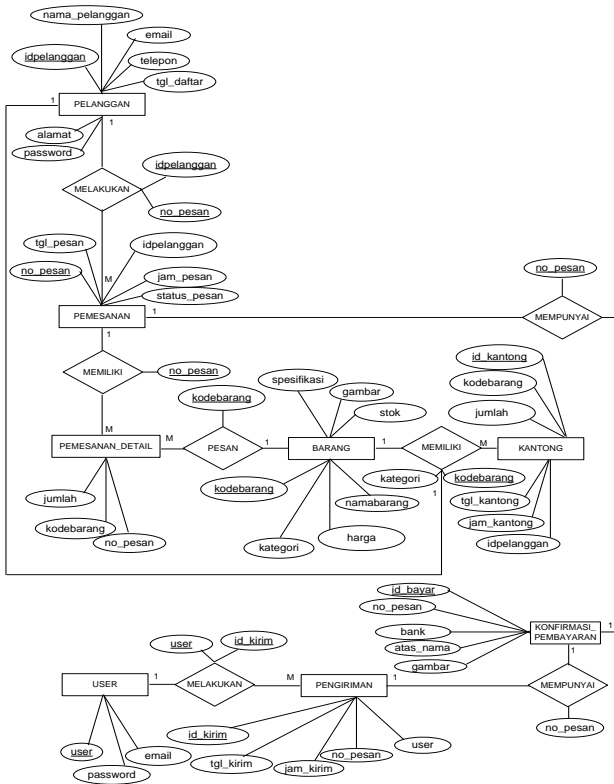 nama_pelanggan
email
idpelanggan
telepon
tgl_daftar
1
PELANGGAN
1
alamat
password
idpelanggan
MELAKUKAN
no_pesan
tgl_pesan
idpelanggan
no_pesan
M
jam_pesan
status_pesan
no_pesan
PEMESANAN
1
1
MEMPUNYAI
1
id_kantong
MEMILIKI
no_pesan
spesifikasi
gambar
kodebarang
kodebarang
stok
jumlah
M
PEMESANAN_DETAIL
M
PESAN
1
BARANG
1
MEMILIKI
M
KANTONG
kategori
kodebarang
jumlah
kodebarang
namabarang
1
tgl_kantong
kodebarang
no_pesan
jam_kantong
kategori
harga
idpelanggan
id_bayar
no_pesan
bank
KONFIRMASI_
PEMBAYARAN
1
atas_nama
gambar
1
user
id_kirim
USER
1
MELAKUKAN
M
PENGIRIMAN
1
MEMPUNYAI
no_pesan
id_kirim
user
user
email
tgl_kirim
no_pesan
password
jam_kirim